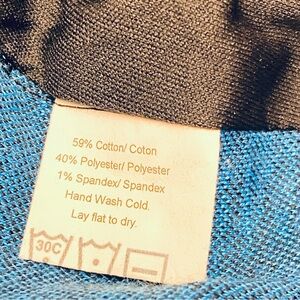 59% Cotton/ Coton
40% Polyester/ Polyester
1% Spandex/ Spandex
Hand Wash Cold.
Lay flat to dry.
30C